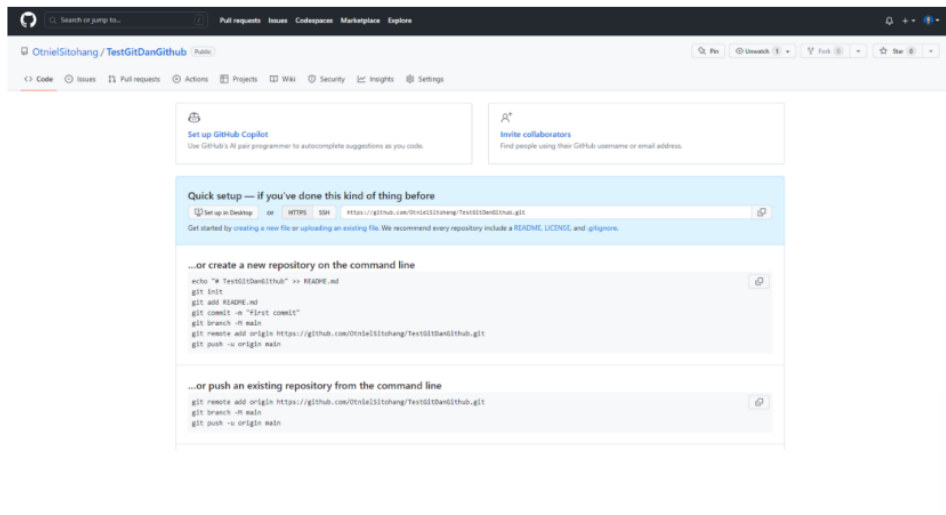 Search or jump to... /
Pull requests Issues Codespaces Marketplace Explore
OtnielSitohang / TestGitDanGithub Public
Pin Unwatch 1 Fork 0 Star 0
Code Issues Pull requests Actions Projects Wiki Security Insights Settings
Set up GitHub Copilot
Use GitHub's AI pair programmer to autocomplete suggestions as you code.
Invite collaborators
Find people using their GitHub username or email address.
Quick setup — if you've done this kind of thing before
Set up in Desktop or HTTPS SSH https://github.com/OtnielSitohang/TestGitDanGithub.git
Get started by creating a new file or uploading an existing file. We recommend every repository include a README, LICENSE, and .gitignore.
...or create a new repository on the command line
echo "# TestGitDanGithub" >> README.md
git init
git add README.md
git commit -m "first commit"
git branch -M main
git remote add origin https://github.com/OtnielSitohang/TestGitDanGithub.git
git push -u origin main
...or push an existing repository from the command line
git remote add origin https://github.com/OtnielSitohang/TestGitDanGithub.git
git branch -M main
git push -u origin main